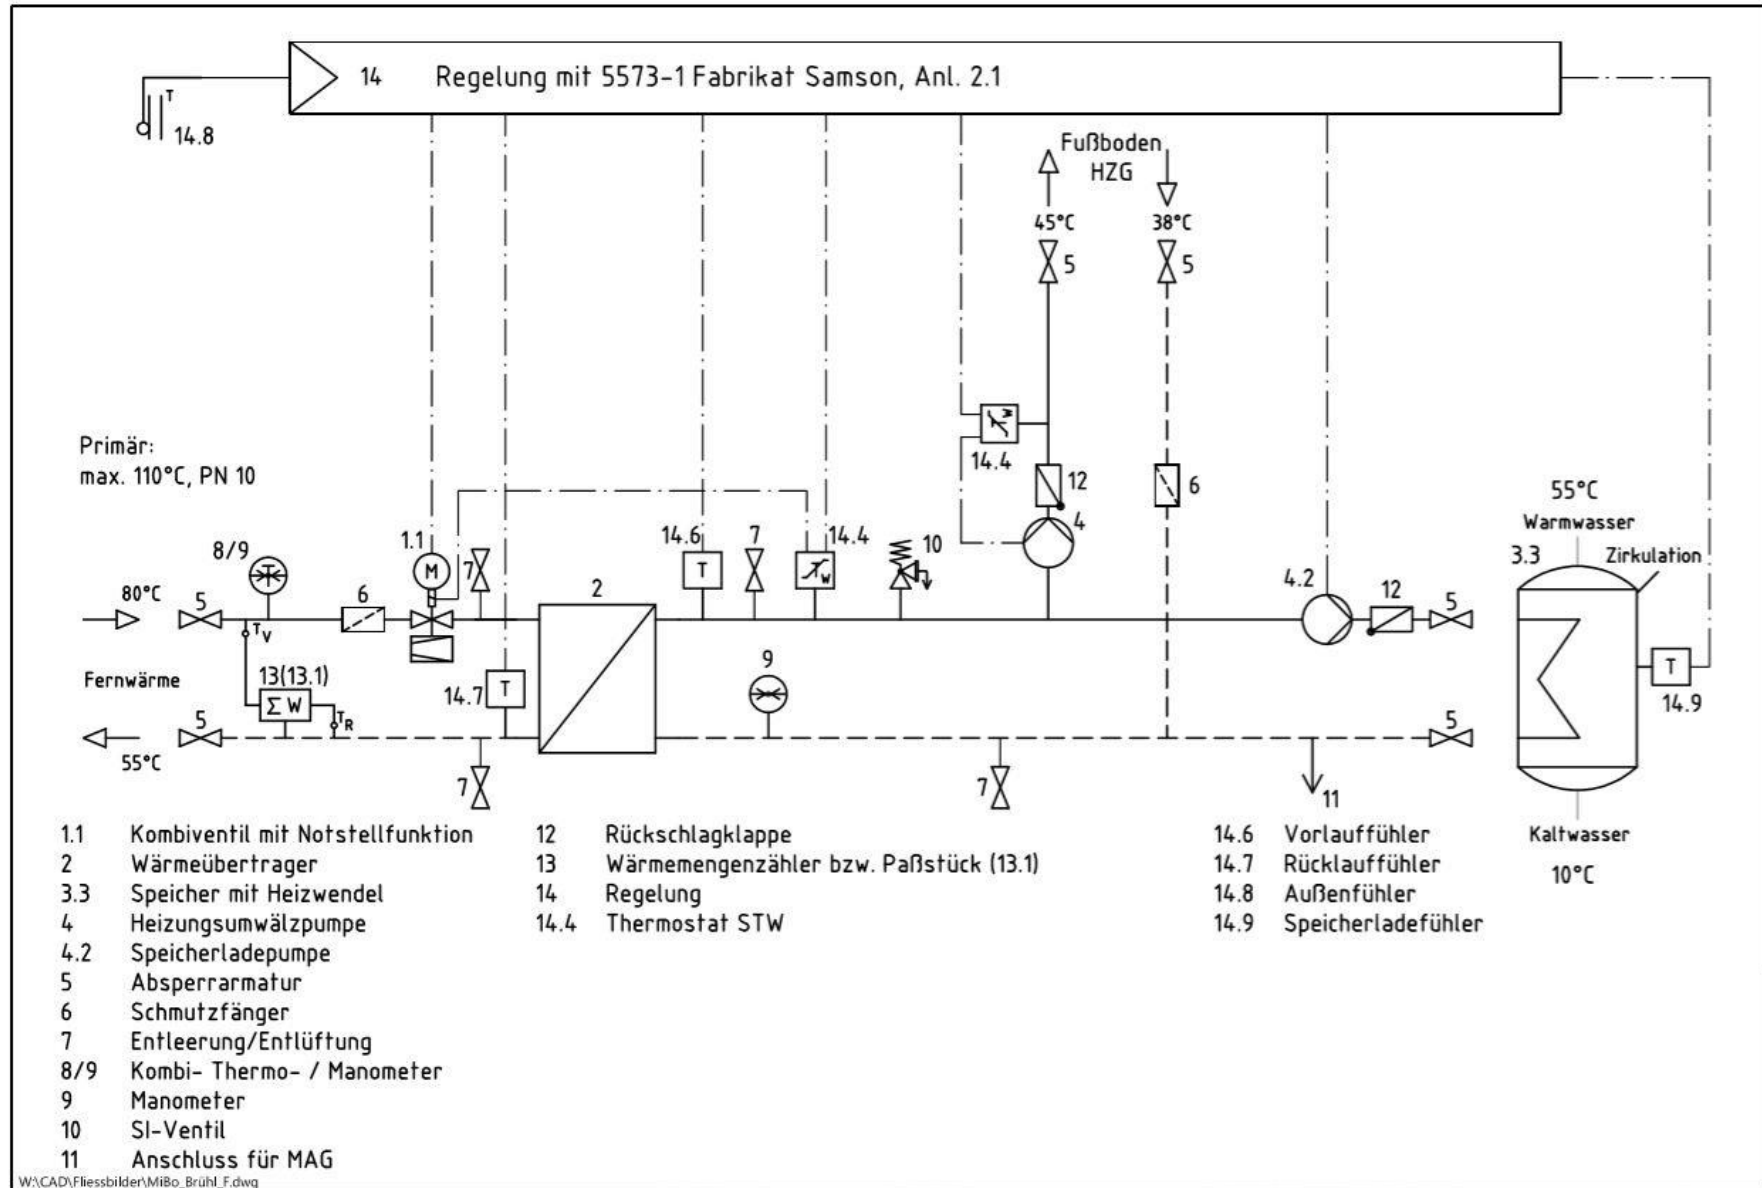 14 Regelung mit 5573-1 Fabrikat Samson, Anl. 2.1
T
14.8
Fußboden
HZG
45°C 38°C
5 5
Primär:
max. 110°C, PN 10
W
14.4
12
6
4
55°C
Warmwasser
3.3
Zirkulation
8/9
1.1
M
7
14.6
T
7
14.4
W
10
80°C
5
6
2
4.2
12
5
T V
Fernwärme
13(13.1)
Σ W
T R
14.7
T
9
T
14.9
5
5
55°C
7
7
11
Kaltwasser
10°C
1.1 Kombiventil mit Notstellfunktion
2 Wärmeübertrager
3.3 Speicher mit Heizwendel
4 Heizungsumwälzpumpe
4.2 Speicherladepumpe
5 Absperrarmatur
6 Schmutzfänger
7 Entleerung/Entlüftung
8/9 Kombi- Thermo- / Manometer
9 Manometer
10 SI-Ventil
11 Anschluss für MAG
12 Rückschlagklappe
13 Wärmemengenzähler bzw. Paßstück (13.1)
14 Regelung
14.4 Thermostat STW
14.6 Vorlauffühler
14.7 Rücklauffühler
14.8 Außenfühler
14.9 Speicherladefühler
W:\CAD\Fliessbilder\MiBo_Brühl_F.dwg